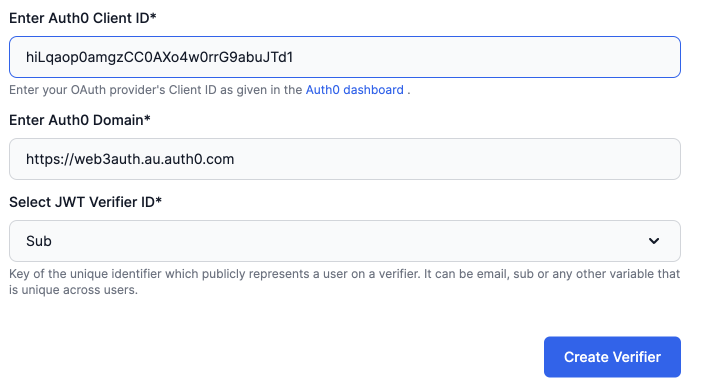 Enter Auth0 Client ID*
hiLqaop0amgzCC0AXo4w0rrG9abuJTd1
Enter your OAuth provider's Client ID as given in the Auth0 dashboard .
Enter Auth0 Domain*
https://web3auth.au.auth0.com
Select JWT Verifier ID*
Sub
Key of the unique identifier which publicly represents a user on a verifier. It can be email, sub or any other variable that
is unique across users.
Create Verifier